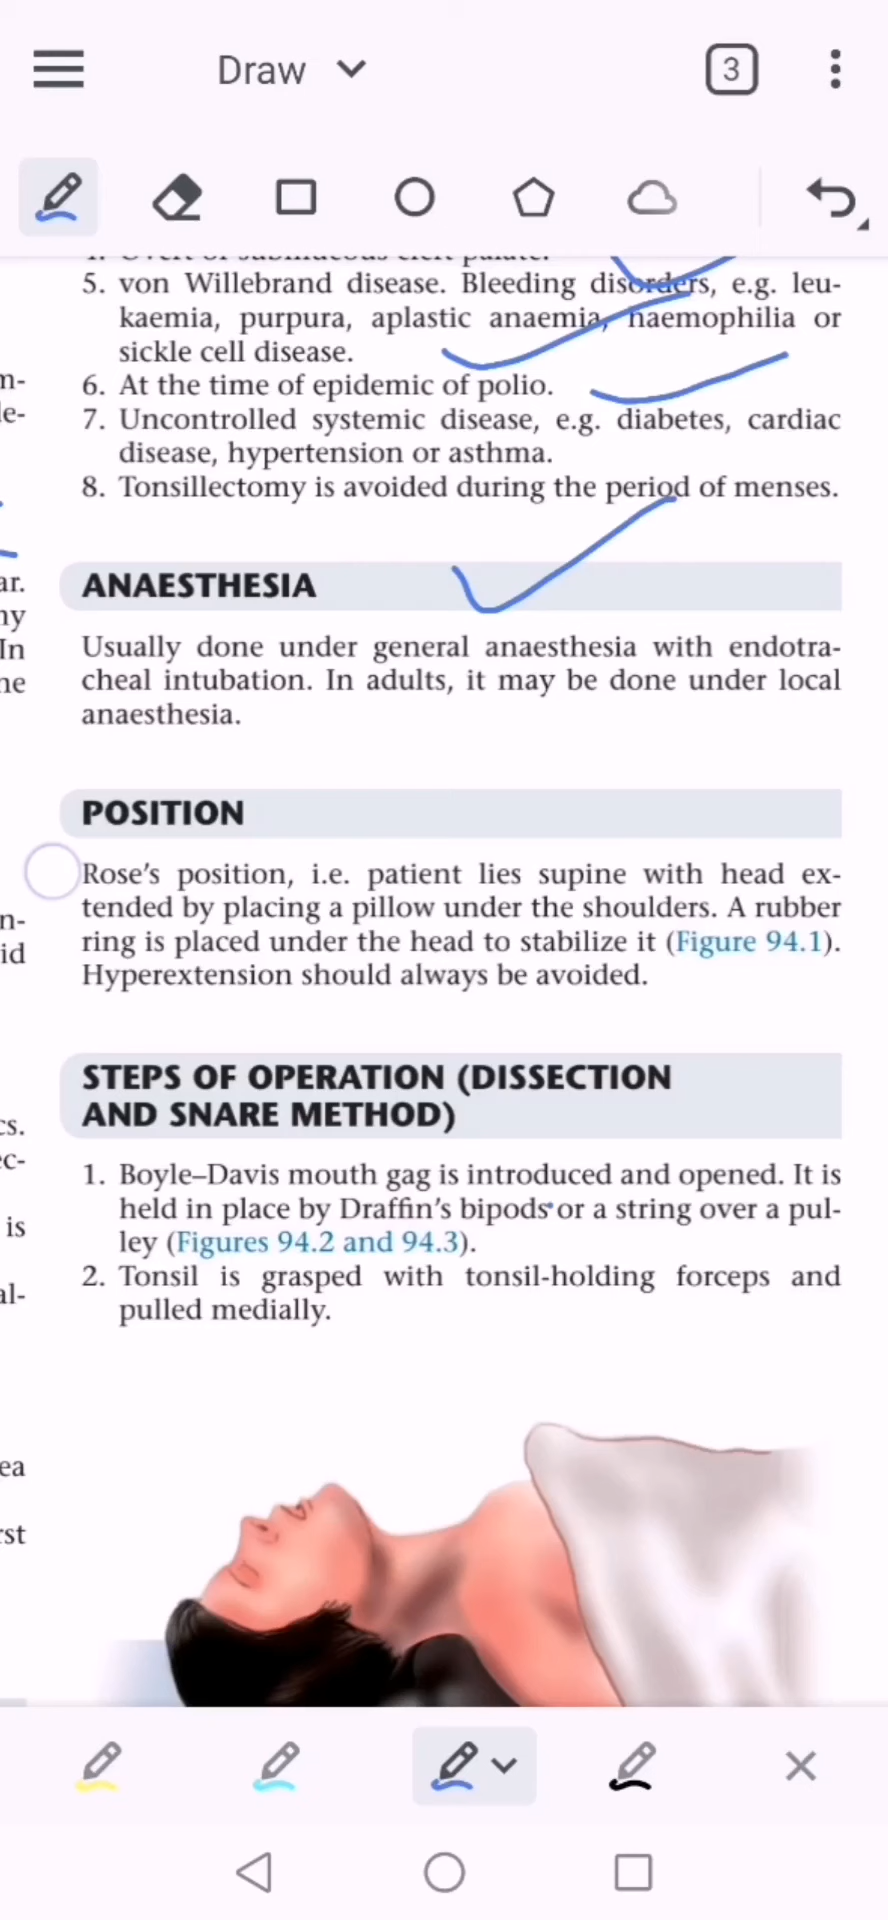 Draw
3
4. Overt or submucous cleft palate.
5. von Willebrand disease. Bleeding disorders, e.g. leu-
kaemia, purpura, aplastic anaemia, haemophilia or
sickle cell disease.
6. At the time of epidemic of polio.
7. Uncontrolled systemic disease, e.g. diabetes, cardiac
disease, hypertension or asthma.
8. Tonsillectomy is avoided during the period of menses.
ANAESTHESIA
Usually done under general anaesthesia with endotra-
cheal intubation. In adults, it may be done under local
anaesthesia.
POSITION
Rose's position, i.e. patient lies supine with head ex-
tended by placing a pillow under the shoulders. A rubber
ring is placed under the head to stabilize it (Figure 94.1).
Hyperextension should always be avoided.
STEPS OF OPERATION (DISSECTION
AND SNARE METHOD)
1. Boyle–Davis mouth gag is introduced and opened. It is
held in place by Draffin's bipods or a string over a pul-
ley (Figures 94.2 and 94.3).
2. Tonsil is grasped with tonsil-holding forceps and
pulled medially.